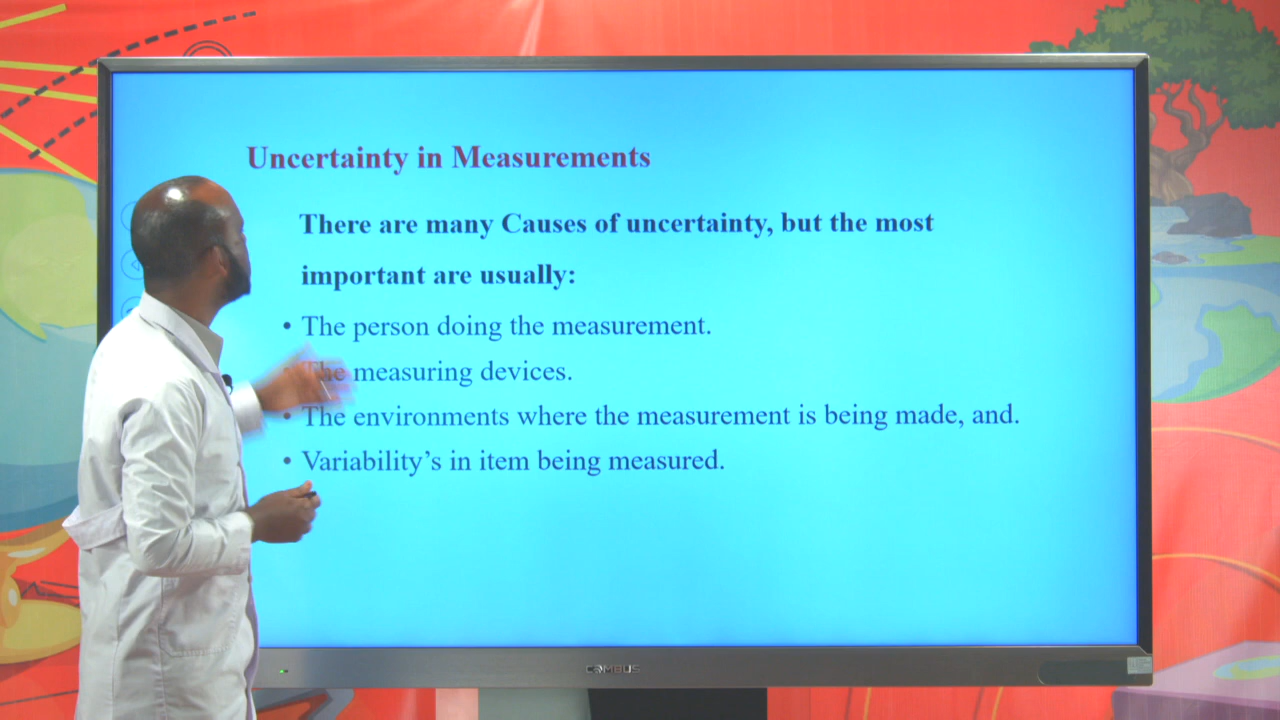 Uncertainty in Measurements
There are many Causes of uncertainty, but the most
important are usually:
• The person doing the measurement.
• The measuring devices.
• The environments where the measurement is being made, and.
• Variability's in item being measured.